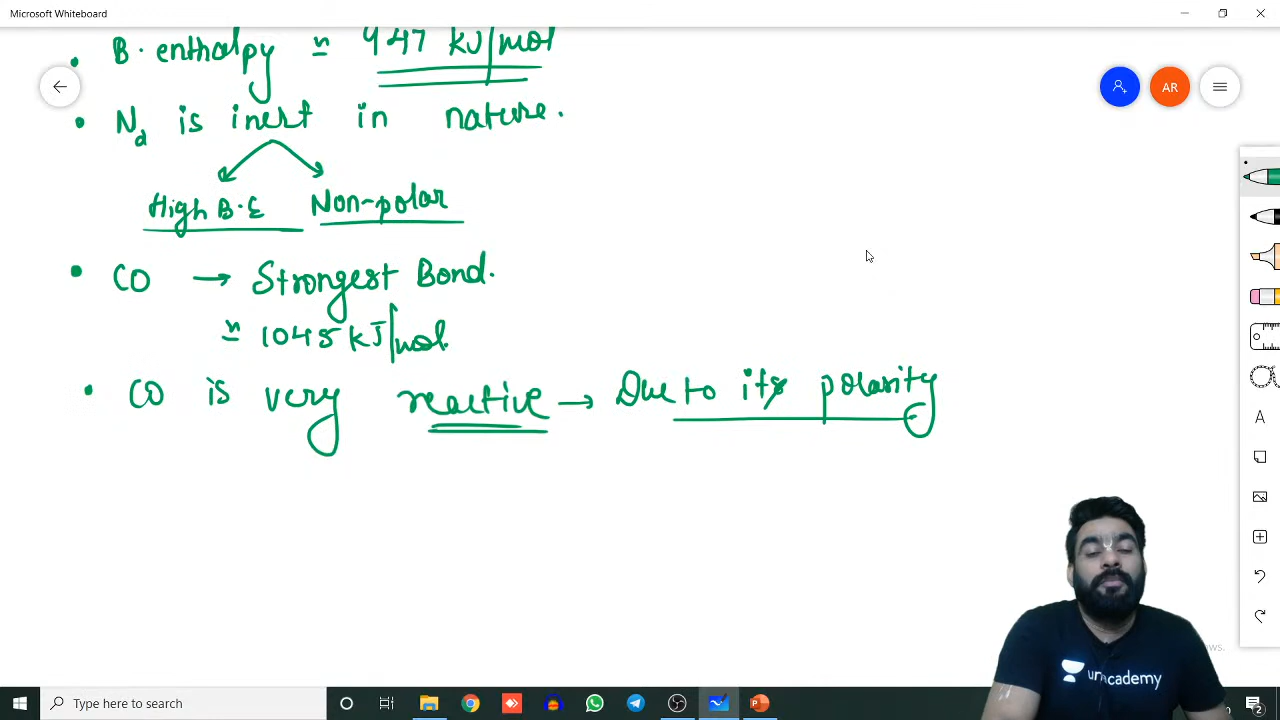 Microsoft Whiteboard
• B. enthalpy ≃ 947 kJ/mol
AR
• N₂ is inert in nature.
High B.E Non-polar
• CO → Strongest Bond.
≃ 1045 kJ/mol.
• CO is very reactive → Due to its polarity
A
unacademy
Type here to search